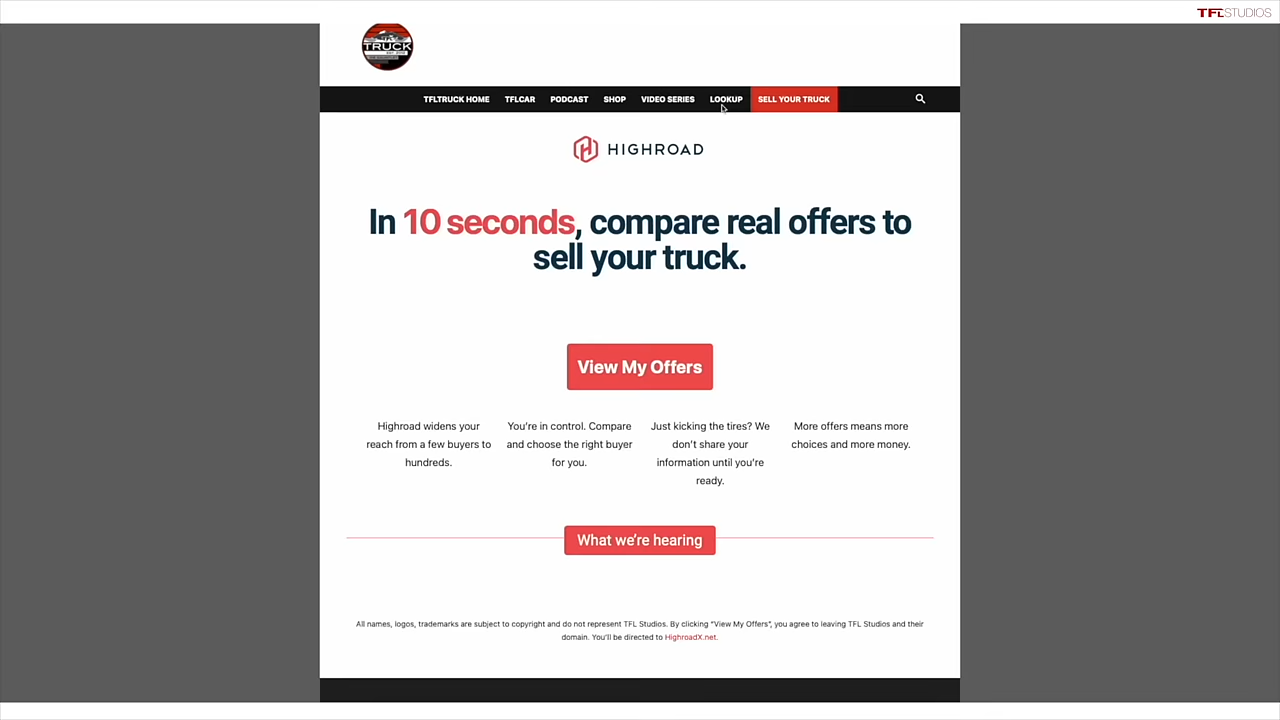 TFLSTUDIOS
TRUCK
TFLTRUCK HOME TFLCAR PODCAST SHOP VIDEO SERIES LOOKUP SELL YOUR TRUCK
HIGHROAD
In 10 seconds, compare real offers to
sell your truck.
View My Offers
Highroad widens your
reach from a few buyers to
hundreds.
You're in control. Compare
and choose the right buyer
for you.
Just kicking the tires? We
don't share your
information until you're
ready.
More offers means more
choices and more money.
What we're hearing
All names, logos, trademarks are subject to copyright and do not represent TFL Studios. By clicking "View My Offers", you agree to leaving TFL Studios and their
domain. You'll be directed to HighroadX.net.